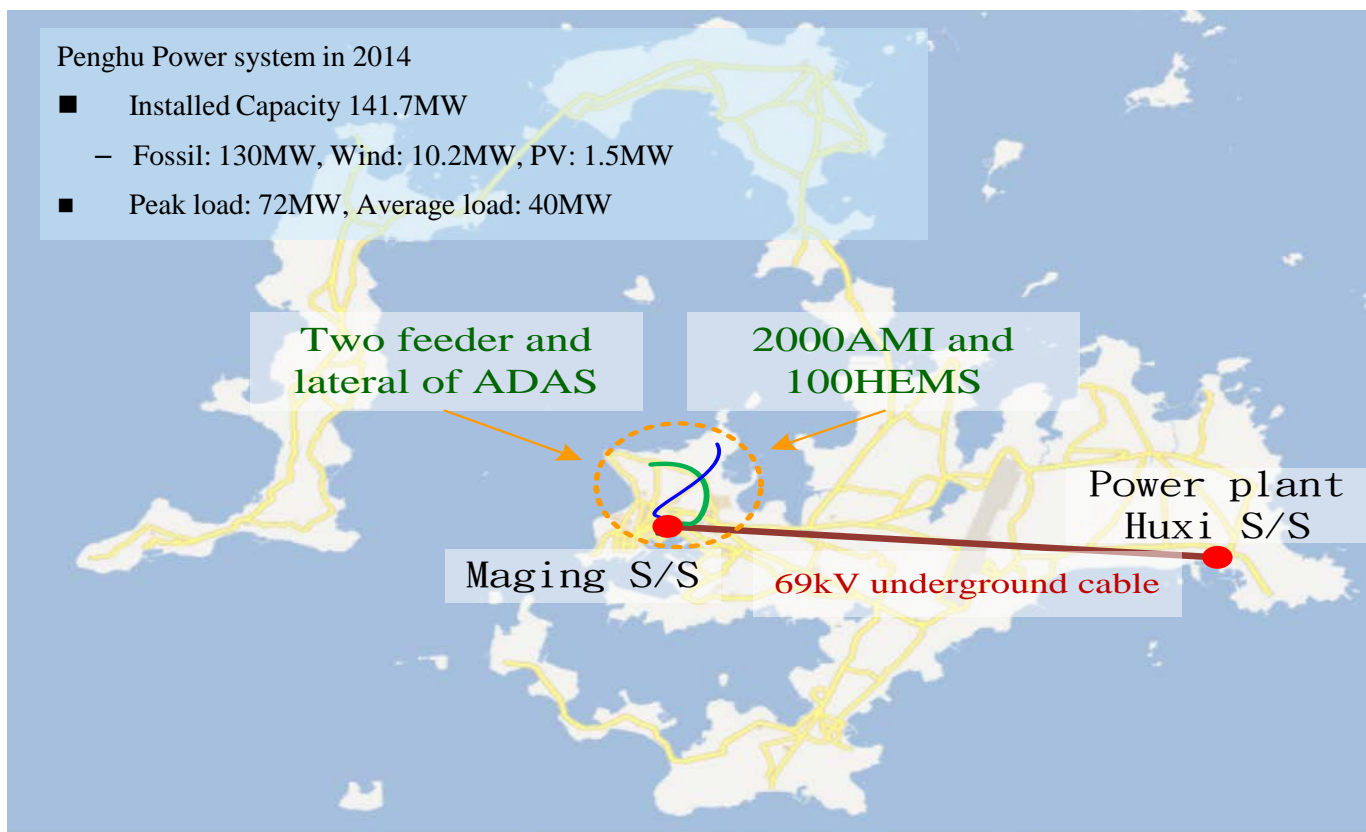 Penghu Power system in 2014
■ Installed Capacity 141.7MW
– Fossil: 130MW, Wind: 10.2MW, PV: 1.5MW
■ Peak load: 72MW, Average load: 40MW
Two feeder and
lateral of ADAS
2000AMI and
100HEMS
Power plant
Huxi S/S
Maging S/S
69kV underground cable